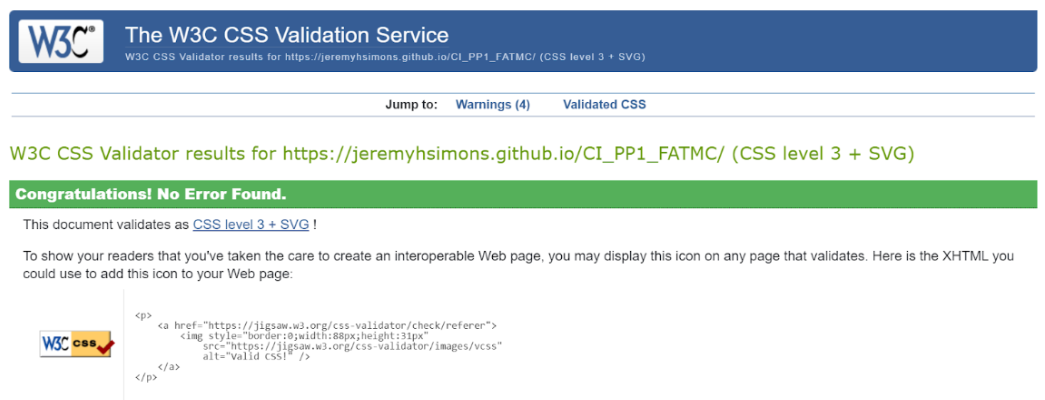 W3C®
The W3C CSS Validation Service
W3C CSS Validator results for https://jeremyhsimons.github.io/CI_PP1_FATMC/ (CSS level 3 + SVG)
Jump to: Warnings (4) Validated CSS
W3C CSS Validator results for https://jeremyhsimons.github.io/CI_PP1_FATMC/ (CSS level 3 + SVG)
Congratulations! No Error Found.
This document validates as CSS level 3 + SVG !
To show your readers that you've taken the care to create an interoperable Web page, you may display this icon on any page that validates. Here is the XHTML you
could use to add this icon to your Web page:
W3C css
<p>
<a href="https://jigsaw.w3.org/css-validator/check/referer">
<img style="border:0;width:88px;height:31px"
src="https://jigsaw.w3.org/css-validator/images/vcss"
alt="Valid CSS!" />
</a>
</p>